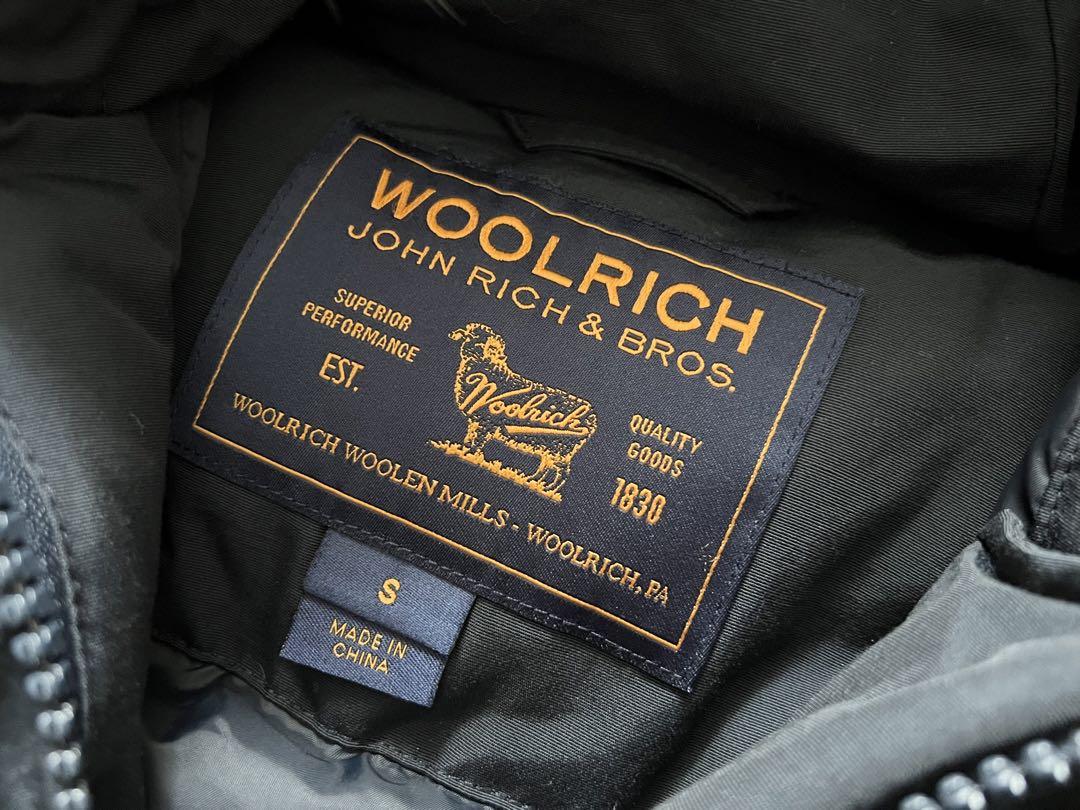 WOOLRICH
JOHN RICH & BROS.
SUPERIOR
PERFORMANCE
EST.
Woolrich
QUALITY
GOODS
1830
WOOLRICH WOOLEN MILLS - WOOLRICH, PA
S
MADE IN
CHINA